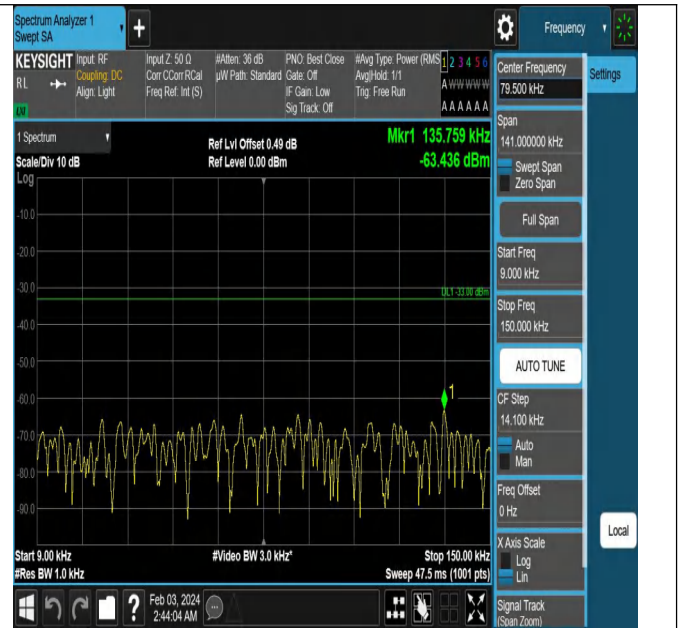 Spectrum Analyzer 1
Swept SA
+
Frequency
KEYSIGHT
RL
Input: RF
Coupling: DC
Align: Light
Input Z: 50 Ω
Corr CCorr RCal
Freq Ref: Int (S)
#Atten: 36 dB
µW Path: Standard
PNO: Best Close
Gate: Off
IF Gain: Low
Sig Track: Off
#Avg Type: Power (RMS
Avg|Hold: 1/1
Trig: Free Run
1 2 3 4 5 6
A W W W W W
A A A A A A
1 Spectrum
Scale/Div 10 dB
Log
Ref Lvl Offset 0.49 dB
Ref Level 0.00 dBm
Mkr1 135.759 kHz
-63.436 dBm
-10.0
-20.0
-30.0
DL1 -33.00 dBm
-40.0
-50.0
-60.0
1
-70.0
-80.0
-90.0
Start 9.00 kHz
#Res BW 1.0 kHz
#Video BW 3.0 kHz*
Stop 150.00 kHz
Sweep 47.5 ms (1001 pts)
?
Feb 03, 2024
2:44:04 AM
Center Frequency
79.500 kHz
Settings
Span
141.000000 kHz
Swept Span
Zero Span
Full Span
Start Freq
9.000 kHz
Stop Freq
150.000 kHz
AUTO TUNE
CF Step
14.100 kHz
Auto
Man
Freq Offset
0 Hz
X Axis Scale
Log
Lin
Local
Signal Track
(Span Zoom)